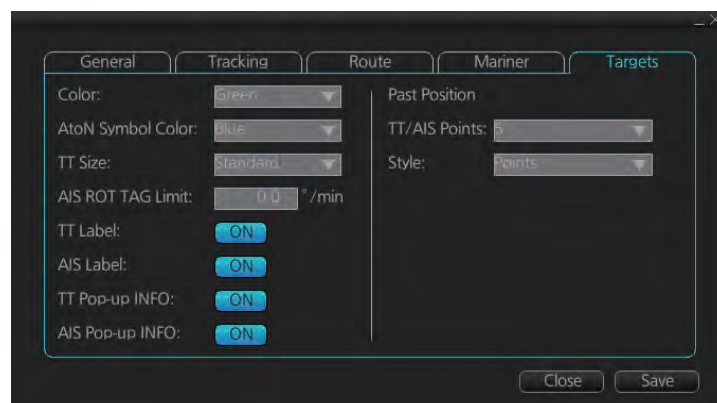 General
Tracking
Route
Mariner
Targets
Color: Green
AtoN Symbol Color: Blue
TT Size: Standard
AIS ROT TAG Limit: 0.0 °/min
TT Label: ON
AIS Label: ON
TT Pop-up INFO: ON
AIS Pop-up INFO: ON
Past Position
TT/AIS Points: 5
Style: Points
Close
Save